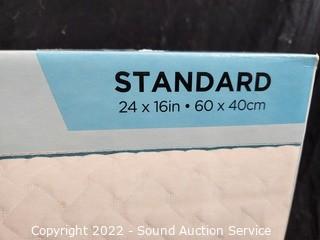 STANDARD
24 x 16in • 60 x 40cm
Copyright 2022 - Sound Auction Service